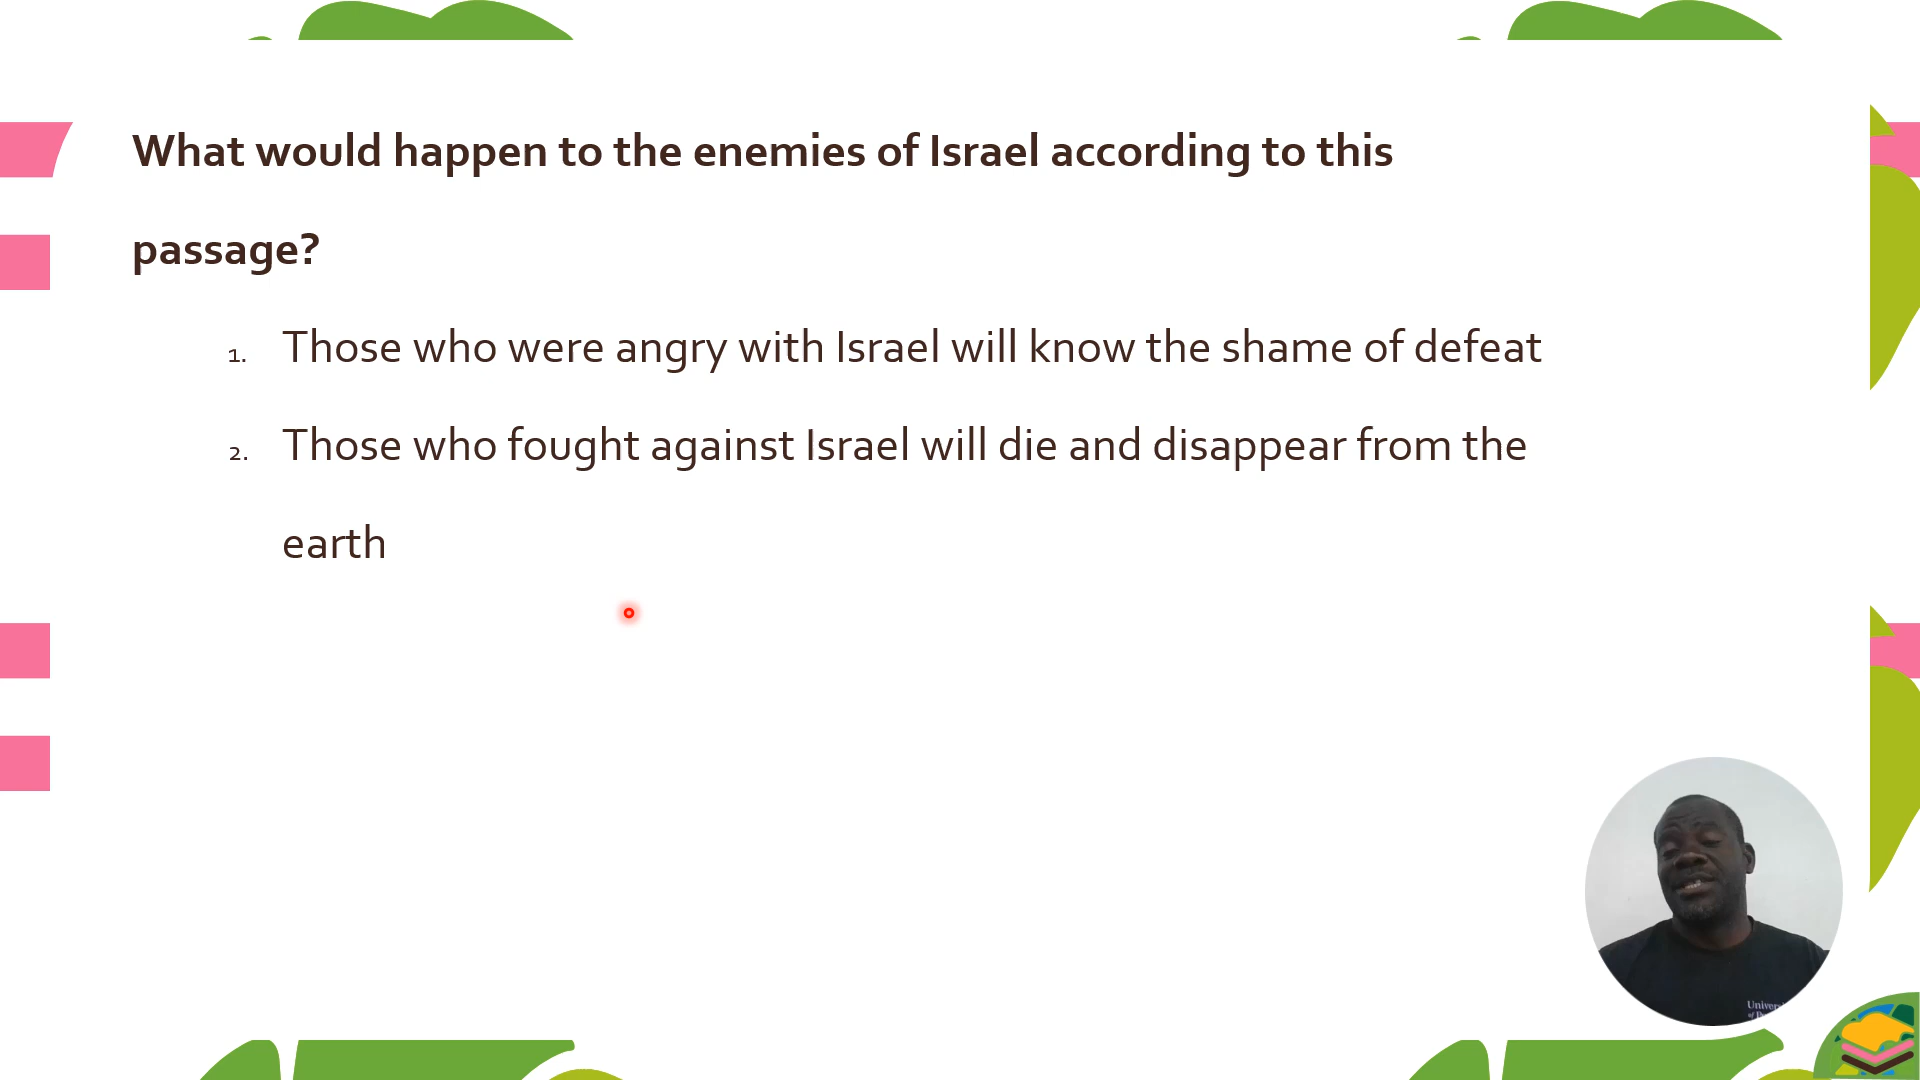 What would happen to the enemies of Israel according to this
passage?
1. Those who were angry with Israel will know the shame of defeat
2. Those who fought against Israel will die and disappear from the
earth